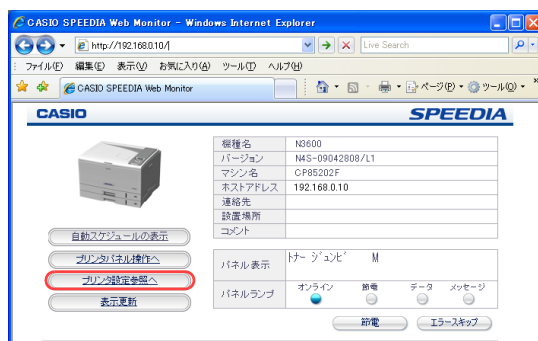 CASIO SPEEDIA Web Monitor - Windows Internet Explorer
http://192.168.0.10/ Live Search
ファイル(F) 編集(E) 表示(V) お気に入り(A) ツール(T) ヘルプ(H)
CASIO SPEEDIA Web Monitor ページ(P) ツール(O) »
CASIO SPEEDIA
機種名 N3600
バージョン N4S-09042808/L1
マシン名 CP85202F
ホストアドレス 192.168.0.10
連絡先
設置場所
コメント
自動スケジュールの表示
プリンタパネル操作へ
プリンタ設定参照へ
表示更新
パネル表示 トナー ジュンビ M
パネルランプ オンライン 節電 データ メッセージ
節電 エラースキップ